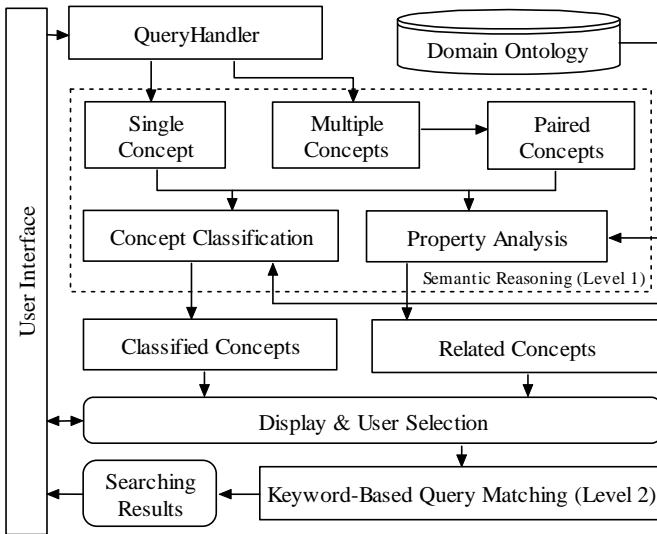 QueryHandler
Domain Ontology
Single
Concept
Multiple
Concepts
Paired
Concepts
Concept Classification
Property Analysis
Semantic Reasoning (Level 1)
User Interface
Classified Concepts
Related Concepts
Display & User Selection
Searching
Results
Keyword-Based Query Matching (Level 2)